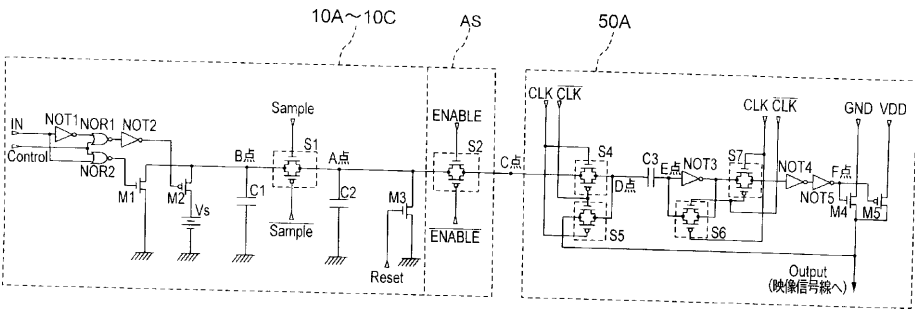 10A～10C
AS
50A
IN
NOT1
NOR1
NOT2
Control
NOR2
M1
M2
Vs
B点
C1
Sample
S1
Sample
A点
C2
M3
Reset
ENABLE
S2
ENABLE
C点
CLK CLK
S4
S5
D点
C3
E点
NOT3
S6
S7
CLK CLK
NOT4
NOT5
F点
GND VDD
M4
M5
Output
(映像信号線へ)